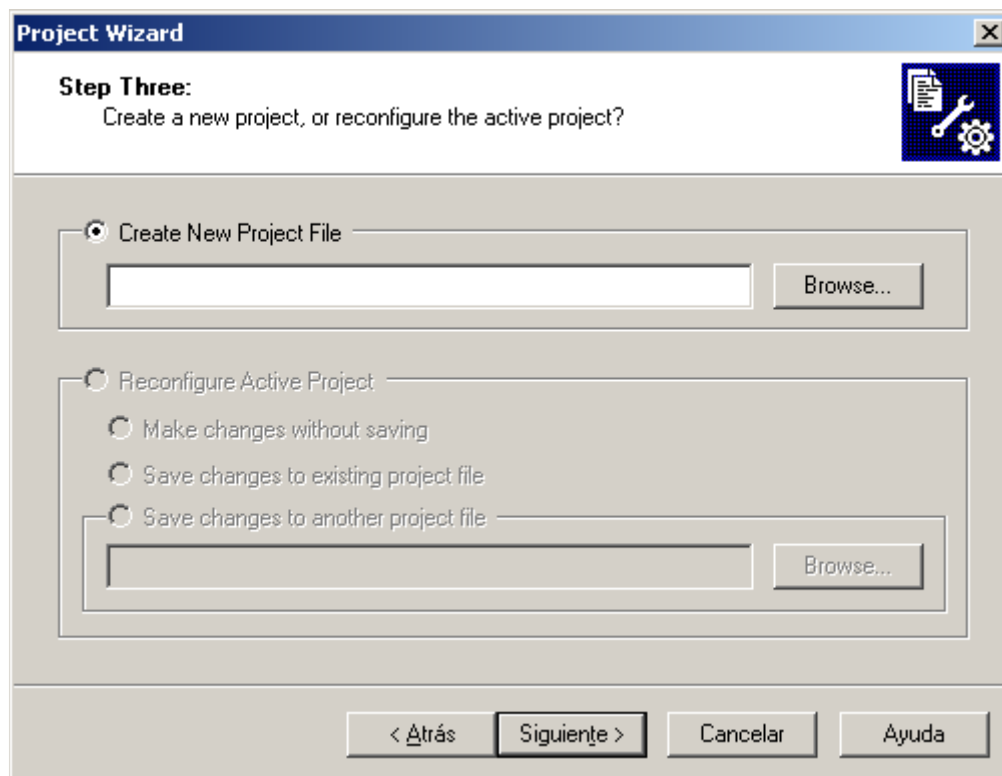 Project Wizard
Step Three:
Create a new project, or reconfigure the active project?
Create New Project File
Browse...
Reconfigure Active Project
Make changes without saving
Save changes to existing project file
Save changes to another project file
Browse...
< Atrás Siguiente > Cancelar Ayuda